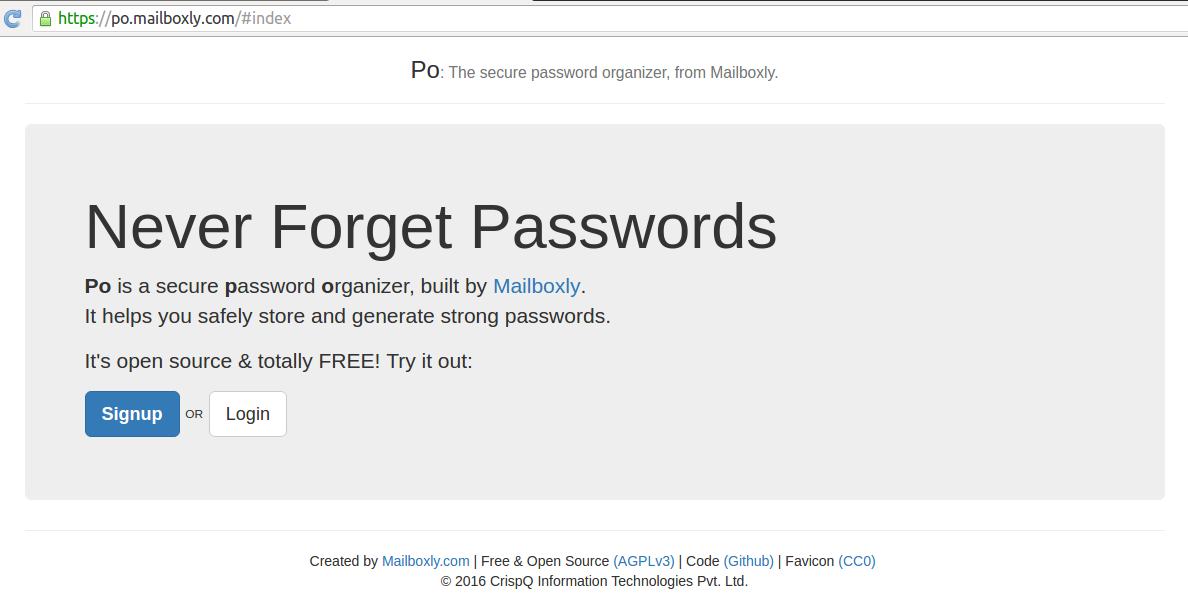 https://po.mailboxly.com/#index
Po: The secure password organizer, from Mailboxly.
Never Forget Passwords
Po is a secure password organizer, built by Mailboxly.
It helps you safely store and generate strong passwords.
It's open source & totally FREE! Try it out:
Signup OR Login
Created by Mailboxly.com | Free & Open Source (AGPLv3) | Code (Github) | Favicon (CC0)
© 2016 CrispQ Information Technologies Pvt. Ltd.